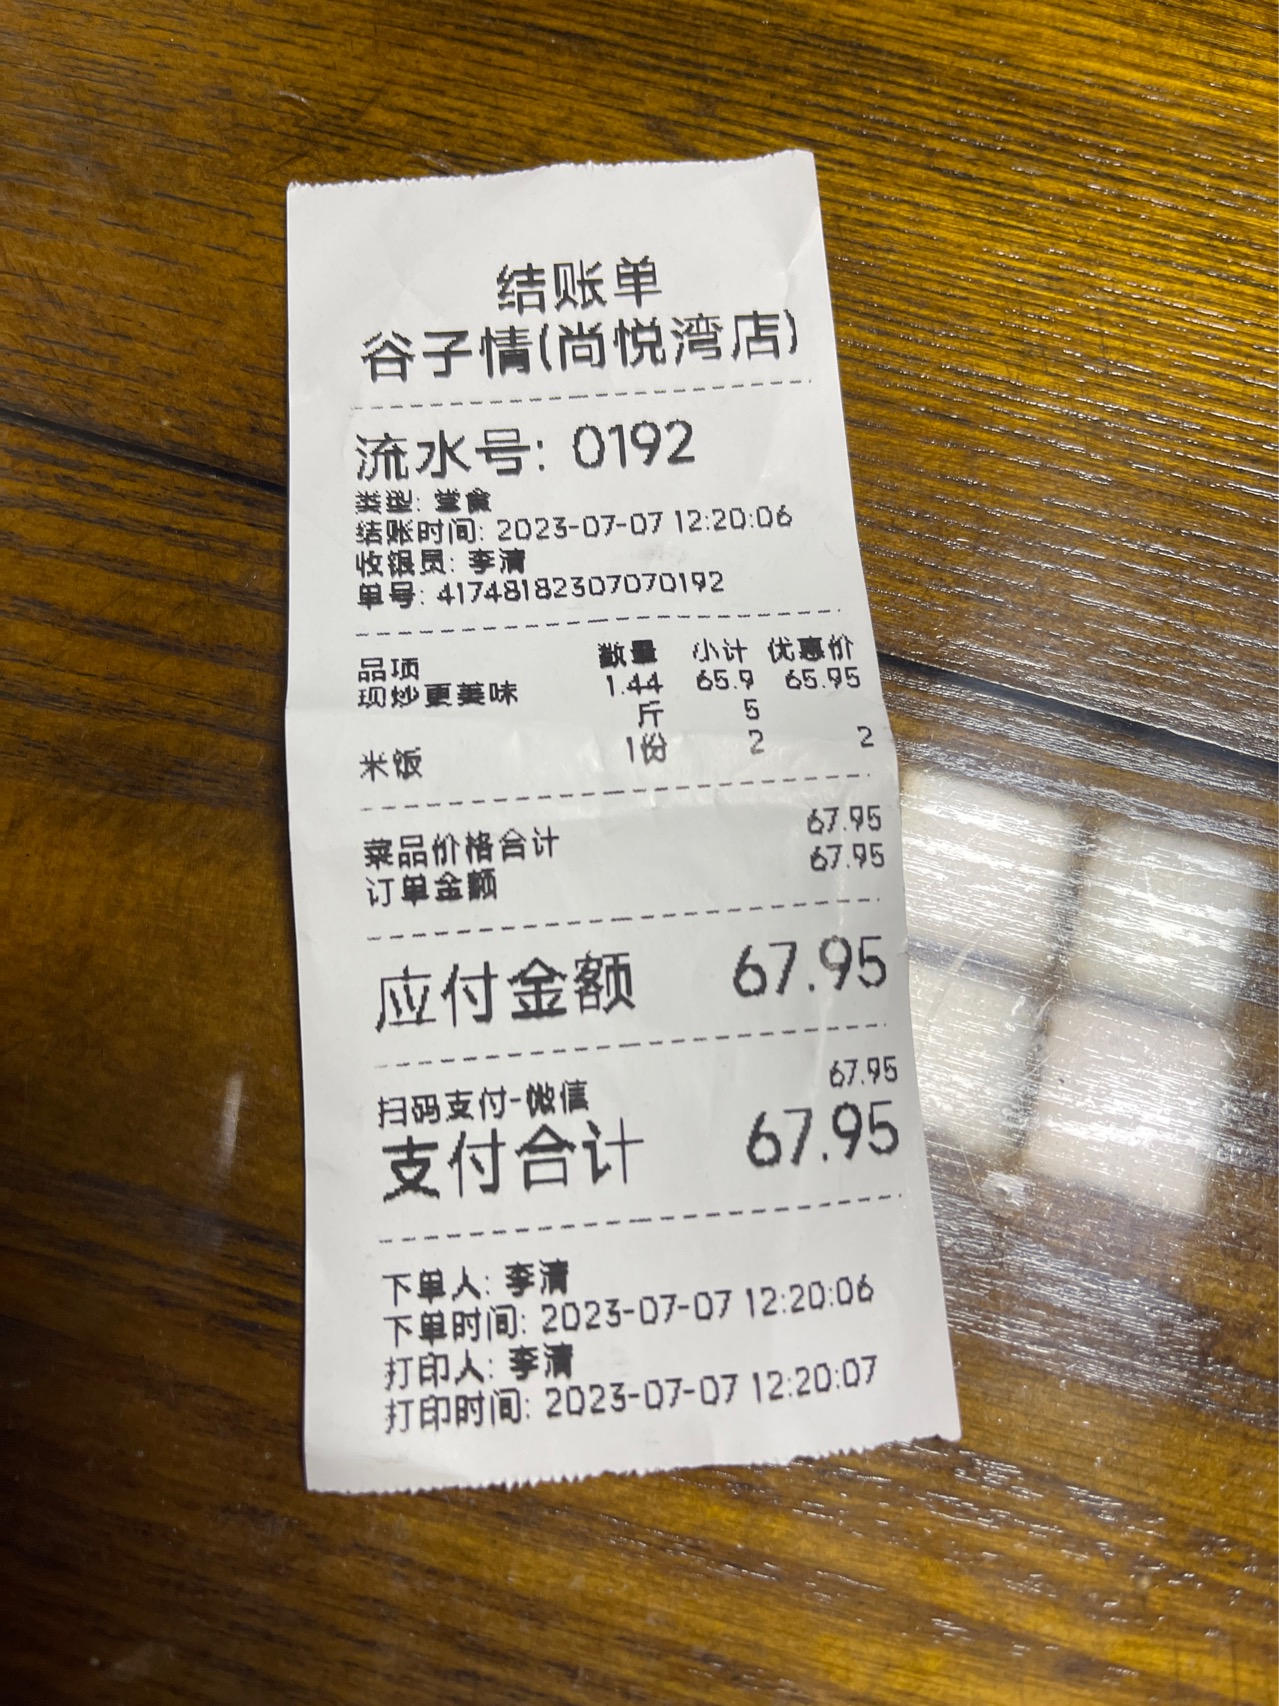 结账单
谷子情(尚悦湾店)
流水号: 0192
类型: 堂食
结账时间: 2023-07-07 12:20:06
收银员: 李清
单号: 41748182307070192
品项 数量 小计 优惠价
现炒更美味 1.44 65.9 65.95
斤 5
米饭 1份 2 2
菜品价格合计 67.95
订单金额 67.95
应付金额 67.95
扫码支付-微信 67.95
支付合计 67.95
下单人: 李清
下单时间: 2023-07-07 12:20:06
打印人: 李清
打印时间: 2023-07-07 12:20:07